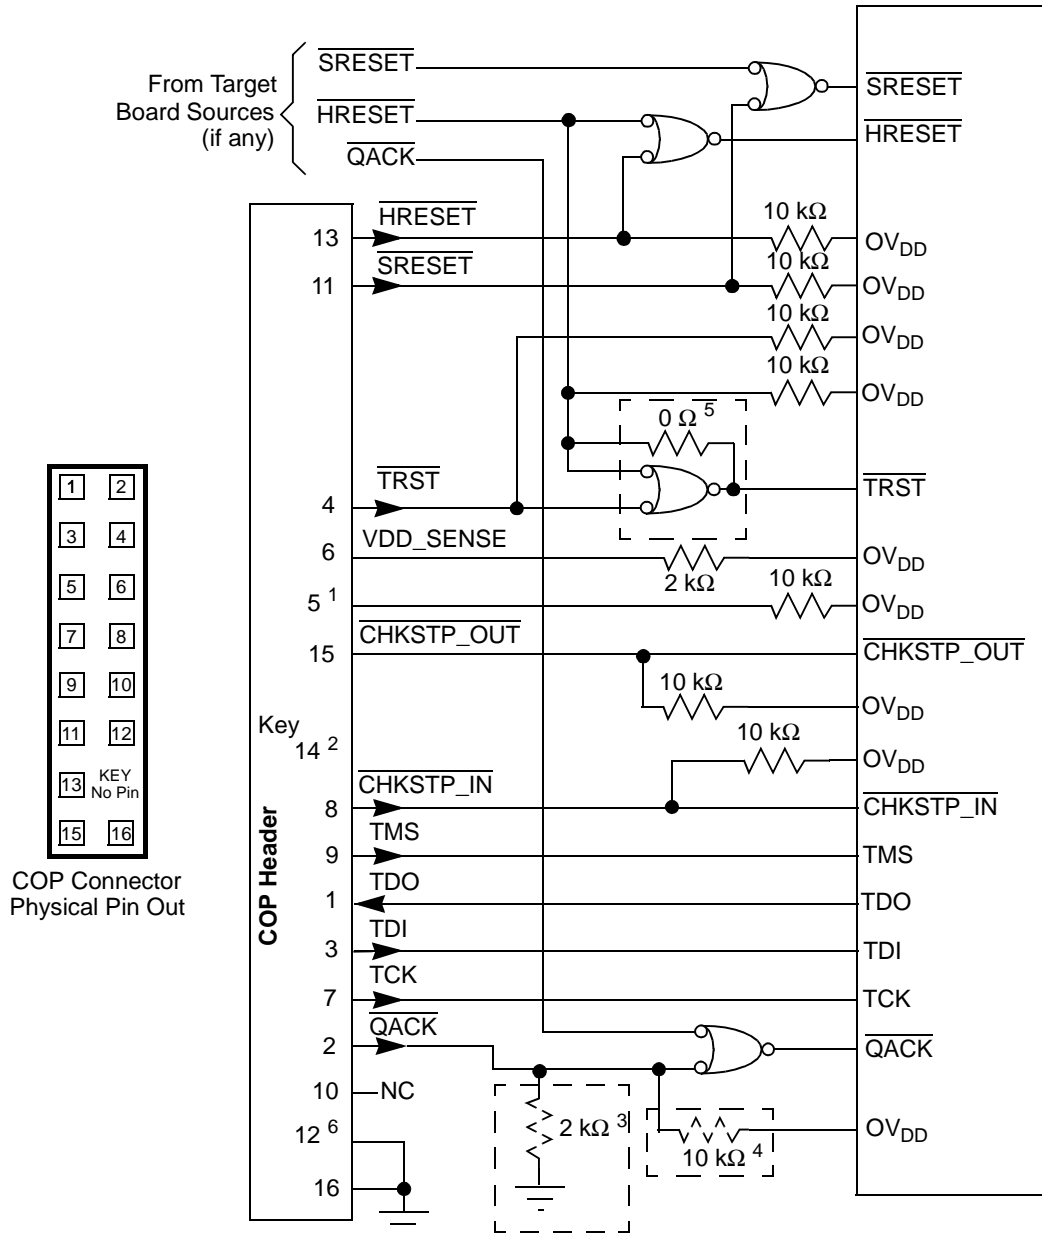 From Target
Board Sources
(if any)
SRESET
HRESET
QACK
SRESET
HRESET
13
HRESET
10 kΩ
OVDD
11
SRESET
10 kΩ
OVDD
10 kΩ
OVDD
10 kΩ
OVDD
0 Ω 5
4
TRST
TRST
6
VDD_SENSE
2 kΩ
OVDD
5 1
10 kΩ
OVDD
15
CHKSTP_OUT
CHKSTP_OUT
10 kΩ
OVDD
Key
14 2
10 kΩ
OVDD
8
CHKSTP_IN
CHKSTP_IN
9
TMS
TMS
1
TDO
TDO
3
TDI
TDI
7
TCK
TCK
2
QACK
QACK
10
NC
12 6
16
2 kΩ 3
10 kΩ 4
OVDD
COP Header
1 2
3 4
5 6
7 8
9 10
11 12
13 KEY
No Pin
15 16
COP Connector
Physical Pin Out